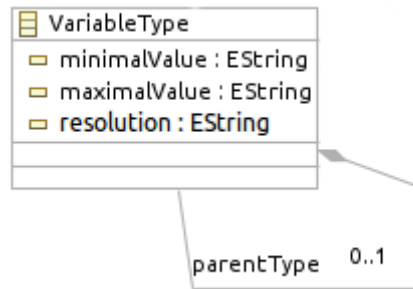 VariableType
minimalValue : EString
maximalValue : EString
resolution : EString
parentType 0..1